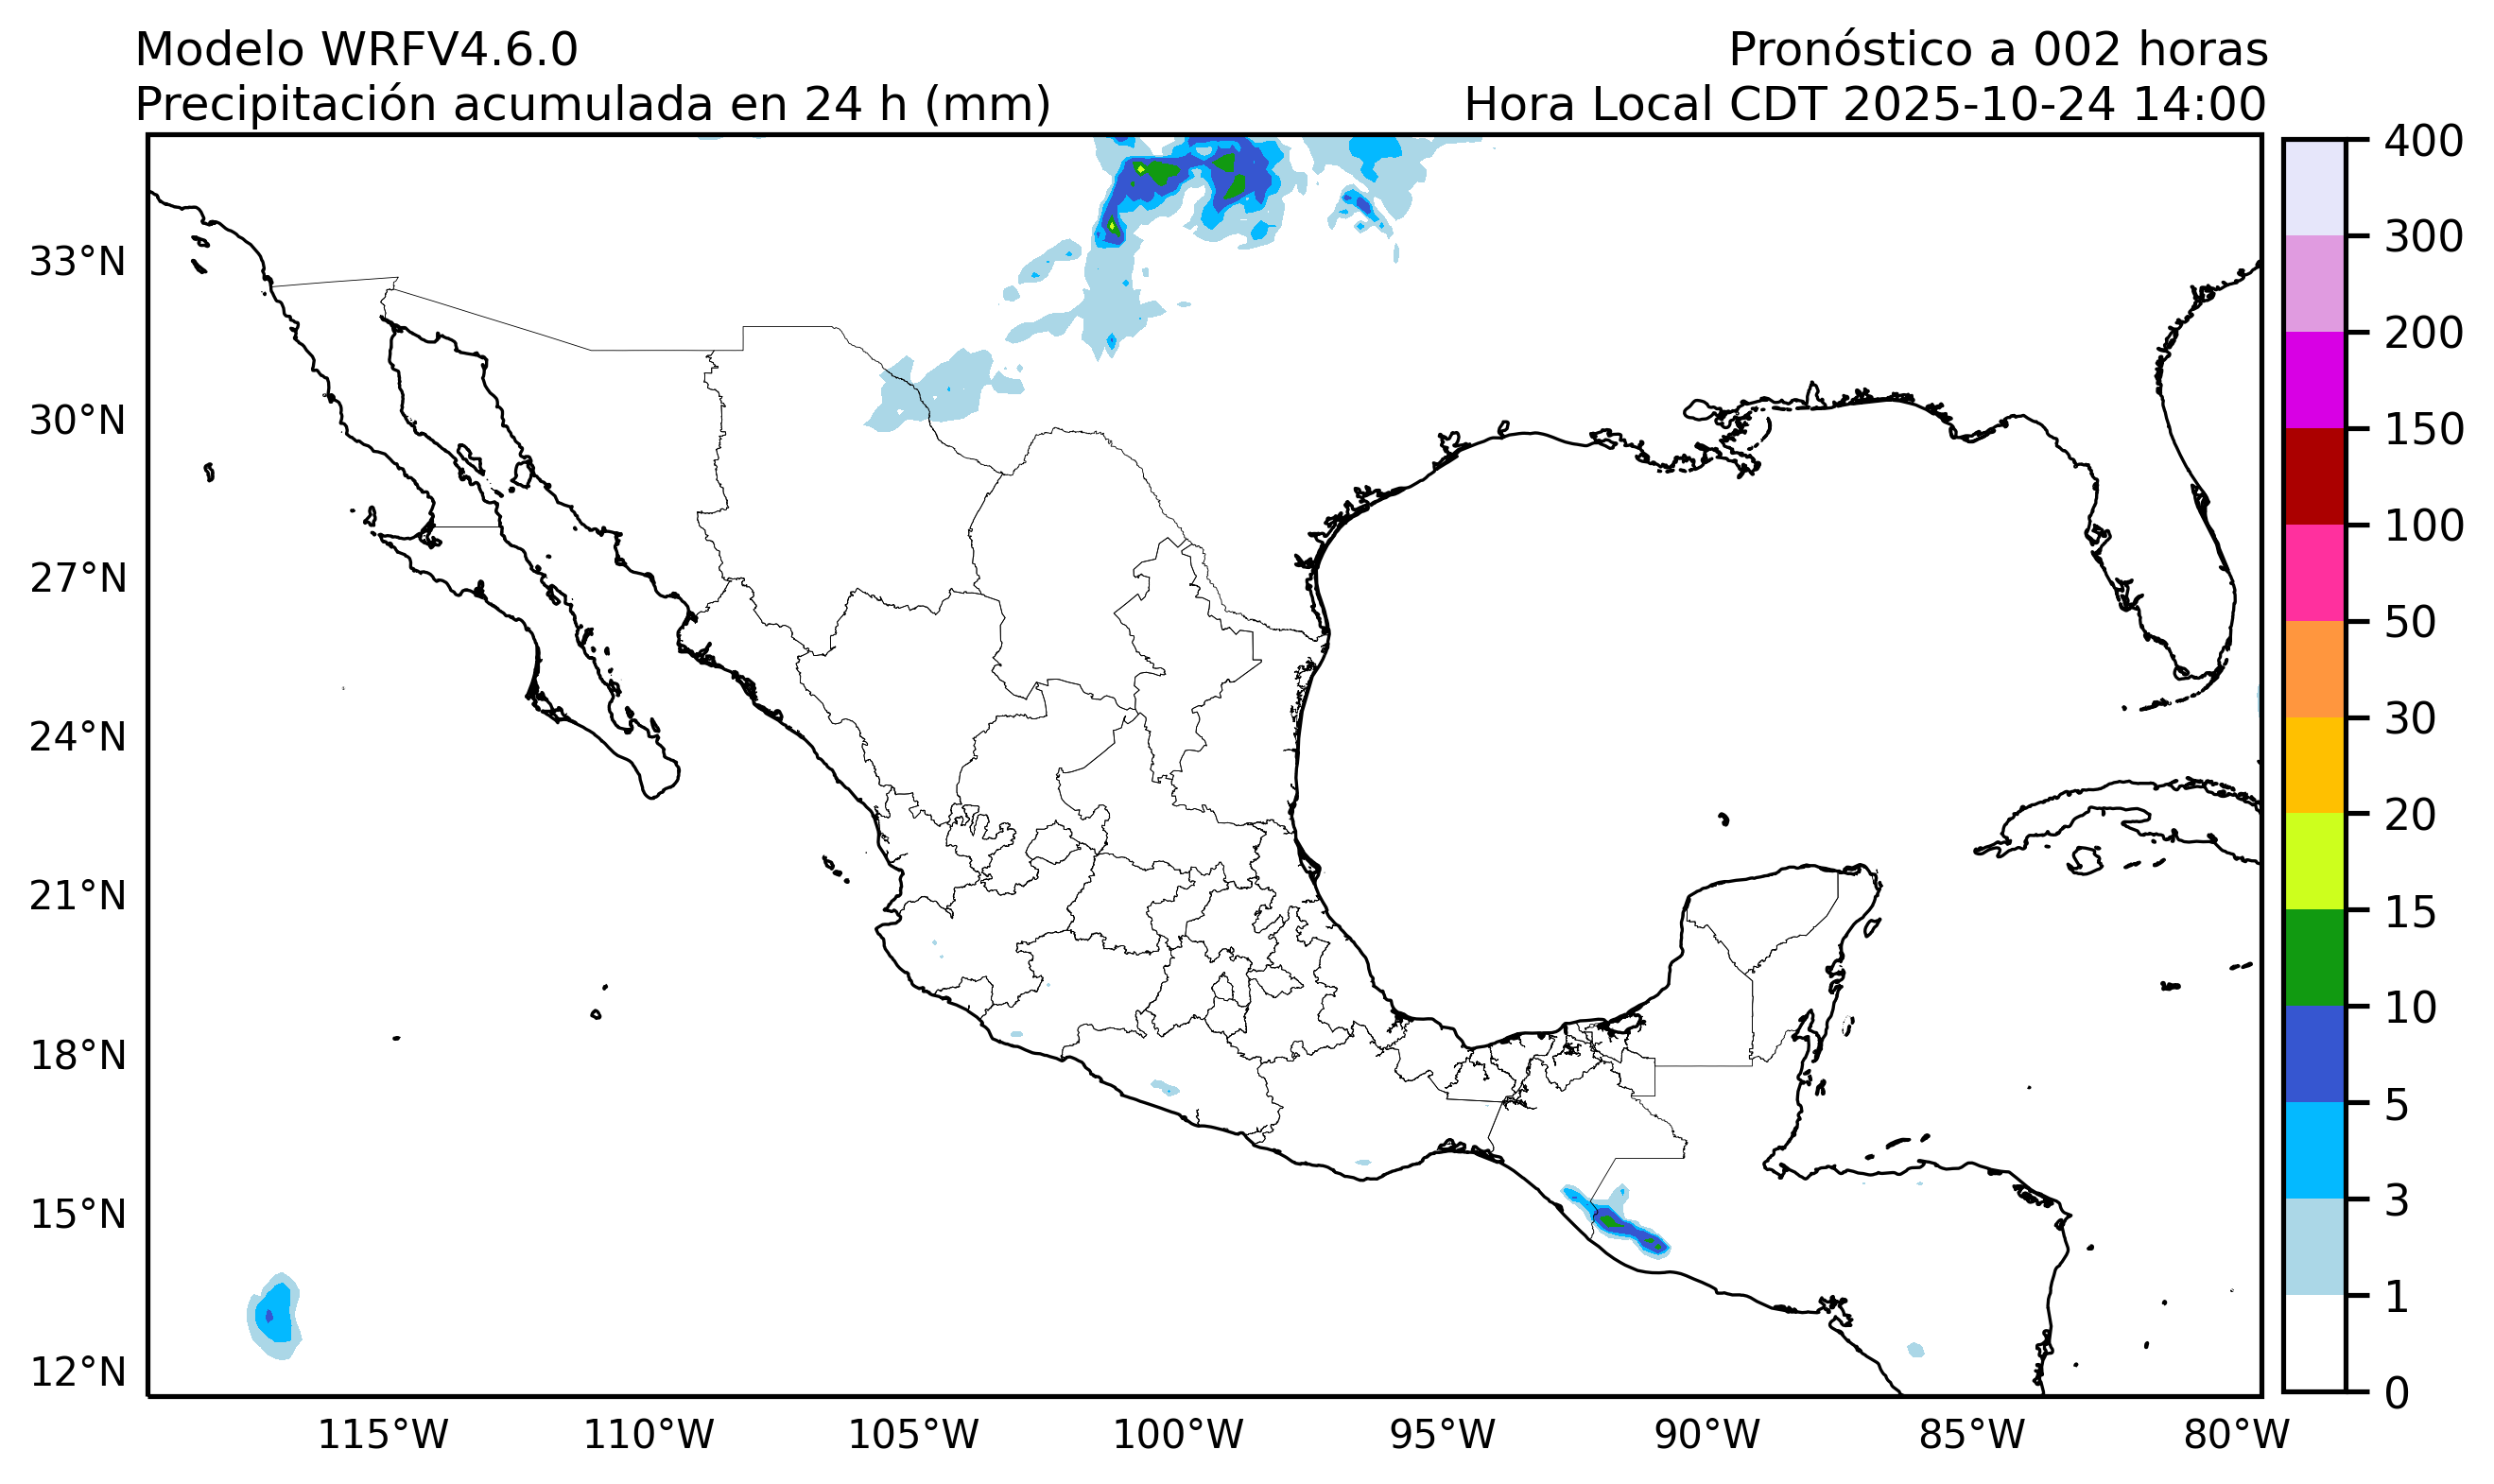 Modelo WRFV4.6.0
Pronóstico a 002 horas
Precipitación acumulada en 24 h (mm)
Hora Local CDT 2025-10-24 14:00
33°N
30°N
27°N
24°N
21°N
18°N
15°N
12°N
115°W
110°W
105°W
100°W
95°W
90°W
85°W
80°W
400
300
200
150
100
50
30
20
15
10
5
3
1
0